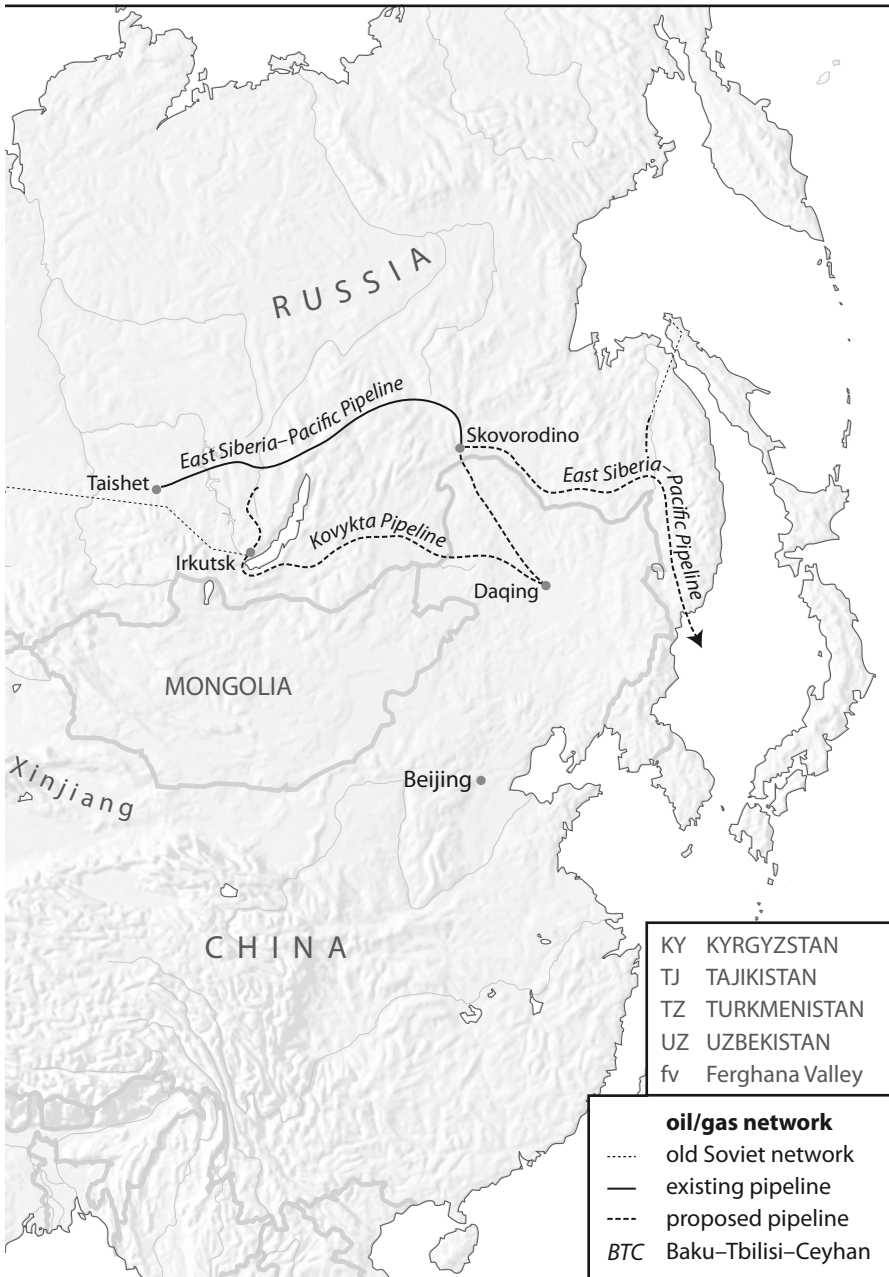 RUSSIA
East Siberia–Pacific Pipeline
Skovorodino
Taishet
East Siberia–
Pacific Pipeline
Kovykta Pipeline
Irkutsk
Daqing
MONGOLIA
Xinjiang
Beijing
CHINA
KY KYRGYZSTAN
TJ TAJIKISTAN
TZ TURKMENISTAN
UZ UZBEKISTAN
fv Ferghana Valley
oil/gas network
old Soviet network
existing pipeline
proposed pipeline
BTC Baku–Tbilisi–Ceyhan